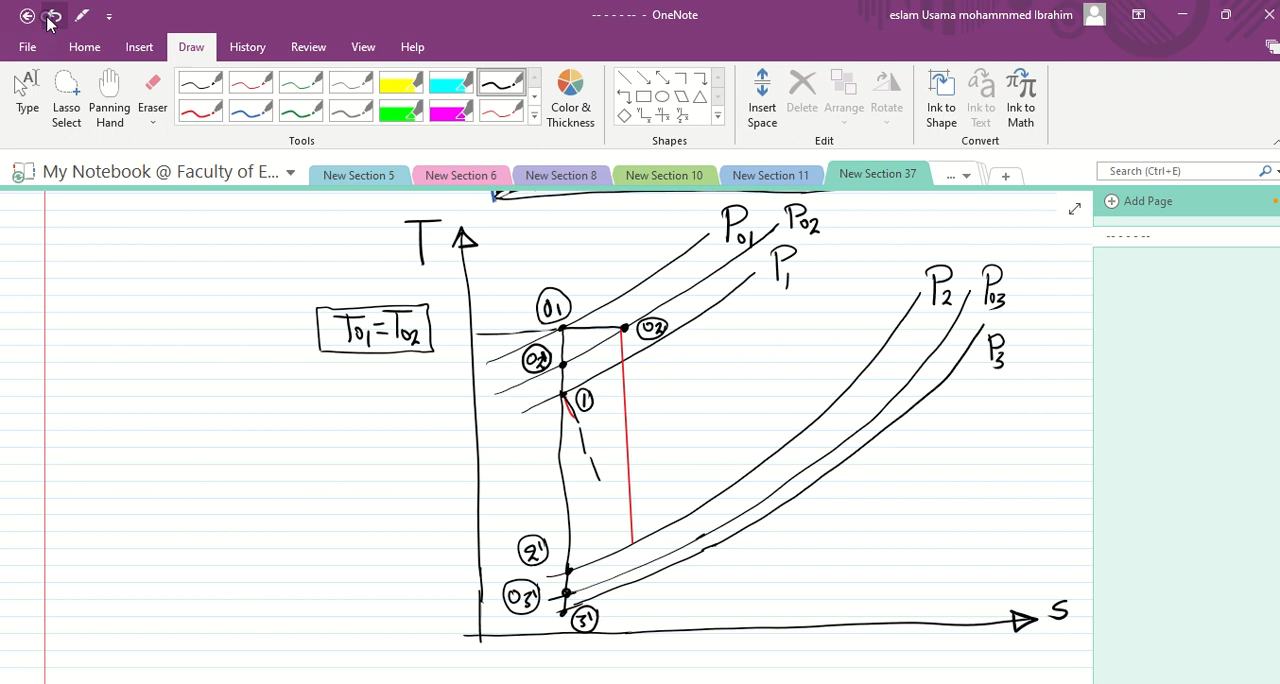 ------ - OneNote
eslam Usama mohammmed Ibrahim
File Home Insert Draw History Review View Help
Type
Lasso Select
Panning Hand
Eraser
Color & Thickness
Insert Space
Delete
Arrange
Rotate
Ink to Shape
Ink to Text
Ink to Math
Tools
Shapes
Edit
Convert
My Notebook @ Faculty of E...
New Section 5
New Section 6
New Section 8
New Section 10
New Section 11
New Section 37
...
Search (Ctrl+E)
Add Page
------
T
P01
P02
P1
P2
P03
P3
T01=T02
01
02
02'
1'
2'
03'
3'
S